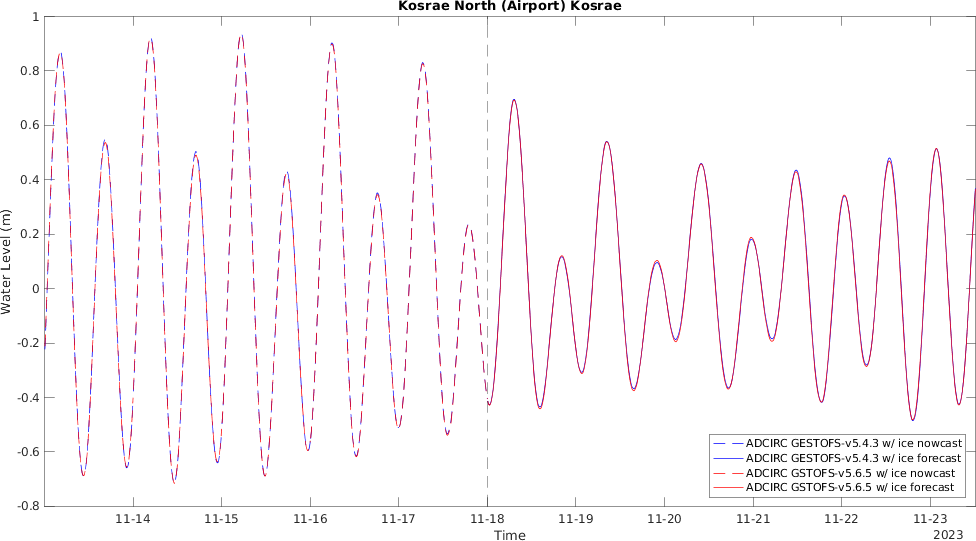 Kosrae North (Airport) Kosrae
1
0.8
0.6
0.4
0.2
0
-0.2
-0.4
-0.6
-0.8
Water Level (m)
ADCIRC GESTOFS-v5.4.3 w/ ice nowcast
ADCIRC GESTOFS-v5.4.3 w/ ice forecast
ADCIRC GSTOFS-v5.6.5 w/ ice nowcast
ADCIRC GSTOFS-v5.6.5 w/ ice forecast
11-14 11-15 11-16 11-17 11-18 11-19 11-20 11-21 11-22 11-23
Time
2023